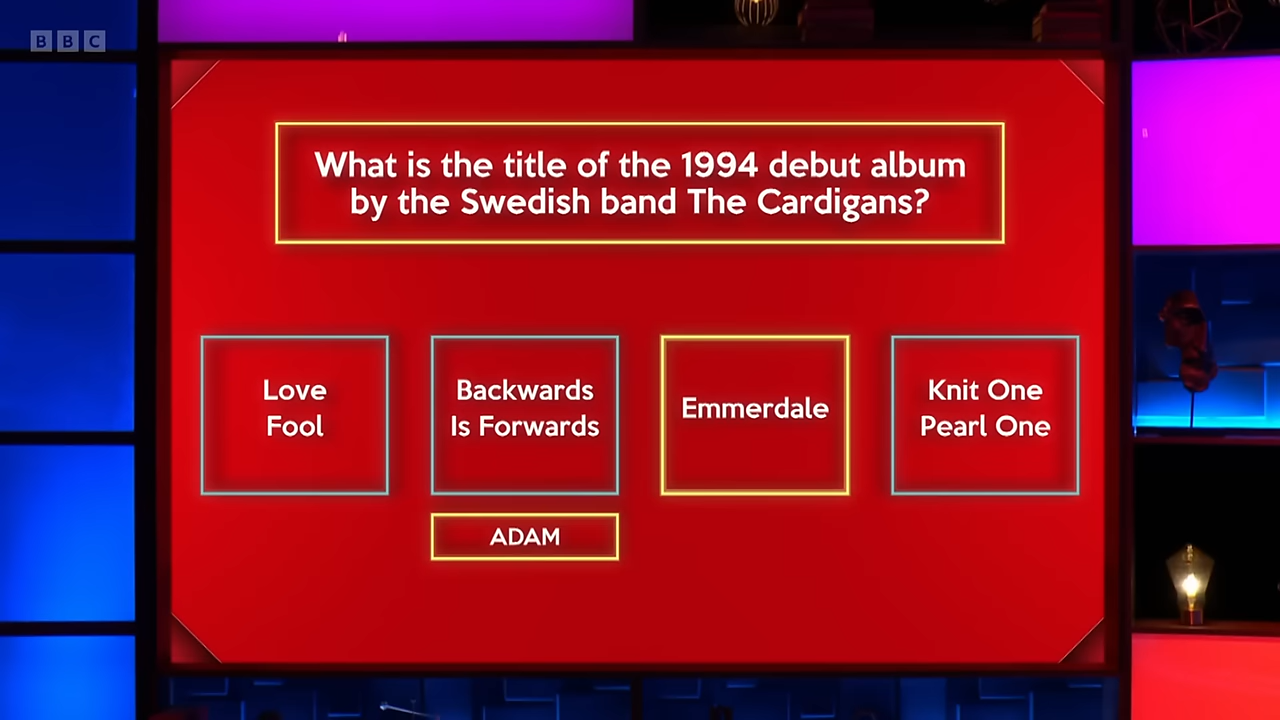 BBC
What is the title of the 1994 debut album
by the Swedish band The Cardigans?
Love
Fool
Backwards
Is Forwards
Emmerdale
Knit One
Pearl One
ADAM